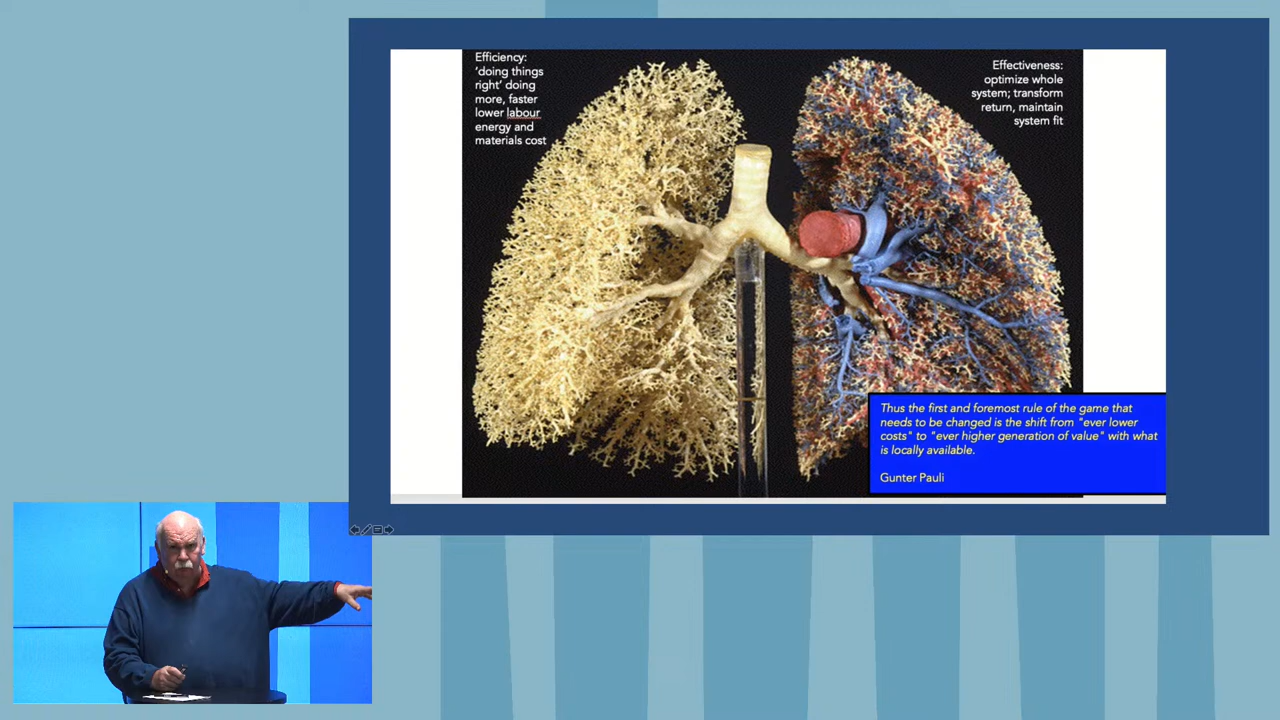 Efficiency:
'doing things
right' doing
more, faster
lower labour
energy and
materials cost
Effectiveness:
optimize whole
system; transform
return, maintain
system fit
Thus the first and foremost rule of the game that
needs to be changed is the shift from "ever lower
costs" to "ever higher generation of value" with what
is locally available.
Gunter Pauli